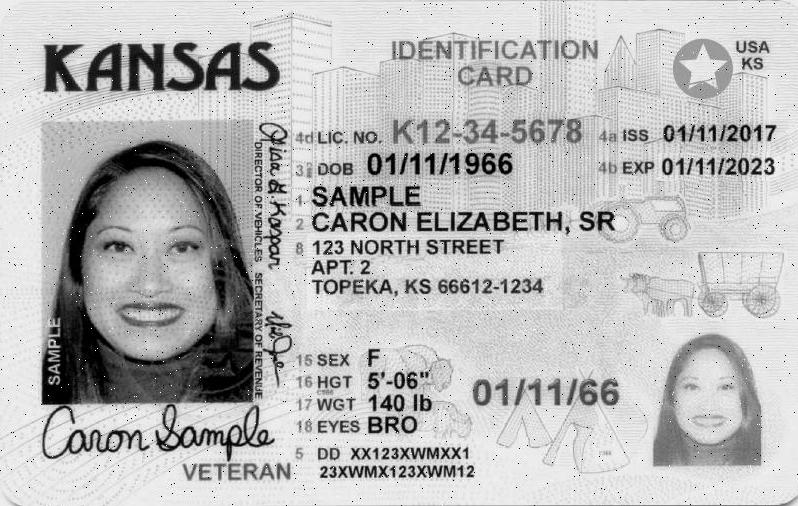 KANSAS
IDENTIFICATION
CARD
USA
KS
4d LIC. NO. K12-34-5678
4a ISS 01/11/2017
3 DOB 01/11/1966
4b EXP 01/11/2023
1 SAMPLE
2 CARON ELIZABETH, SR
8 123 NORTH STREET
APT. 2
TOPEKA, KS 66612-1234
DIRECTOR OF VEHICLES
SECRETARY OF REVENUE
SAMPLE
15 SEX F
16 HGT 5'-06"
17 WGT 140 lb
18 EYES BRO
01/11/66
5 DD XX123XWMXX1
23XWMX123XWM12
Caron Sample
VETERAN